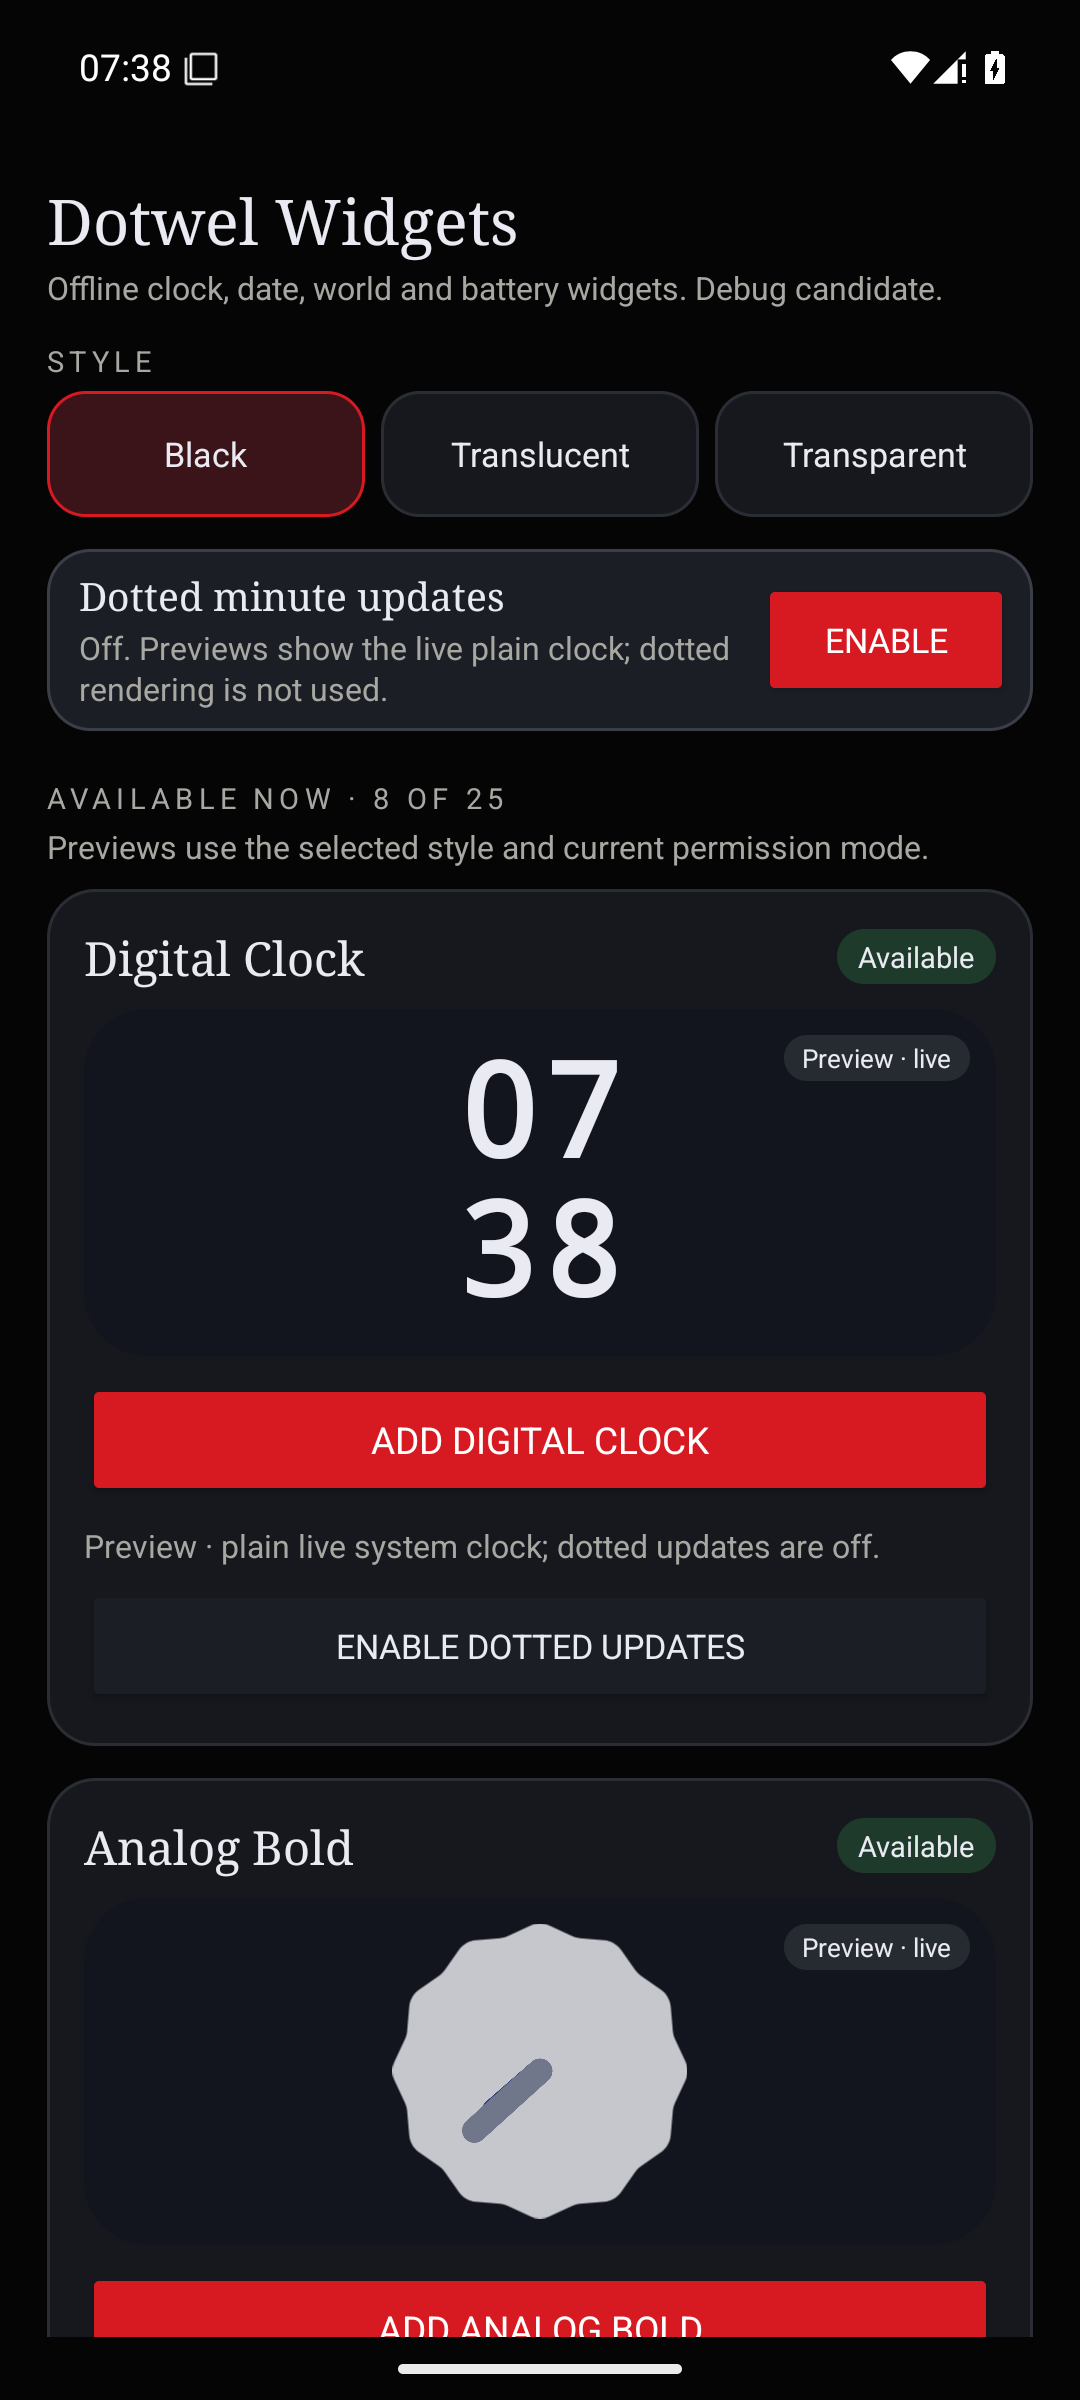 07:38
Dotwel Widgets
Offline clock, date, world and battery widgets. Debug candidate.
STYLE
Black
Translucent
Transparent
Dotted minute updates
Off. Previews show the live plain clock; dotted
rendering is not used.
ENABLE
AVAILABLE NOW · 8 OF 25
Previews use the selected style and current permission mode.
Digital Clock
Available
Preview · live
07
38
ADD DIGITAL CLOCK
Preview · plain live system clock; dotted updates are off.
ENABLE DOTTED UPDATES
Analog Bold
Available
Preview · live
ADD ANALOG BOLD